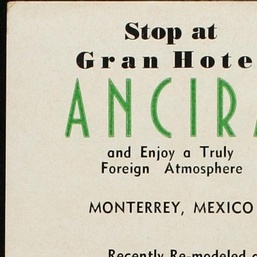 Stop at
Gran Hote
ANCIRA
and Enjoy a Truly
Foreign Atmosphere
MONTERREY, MEXICO
Recently Re-modeled